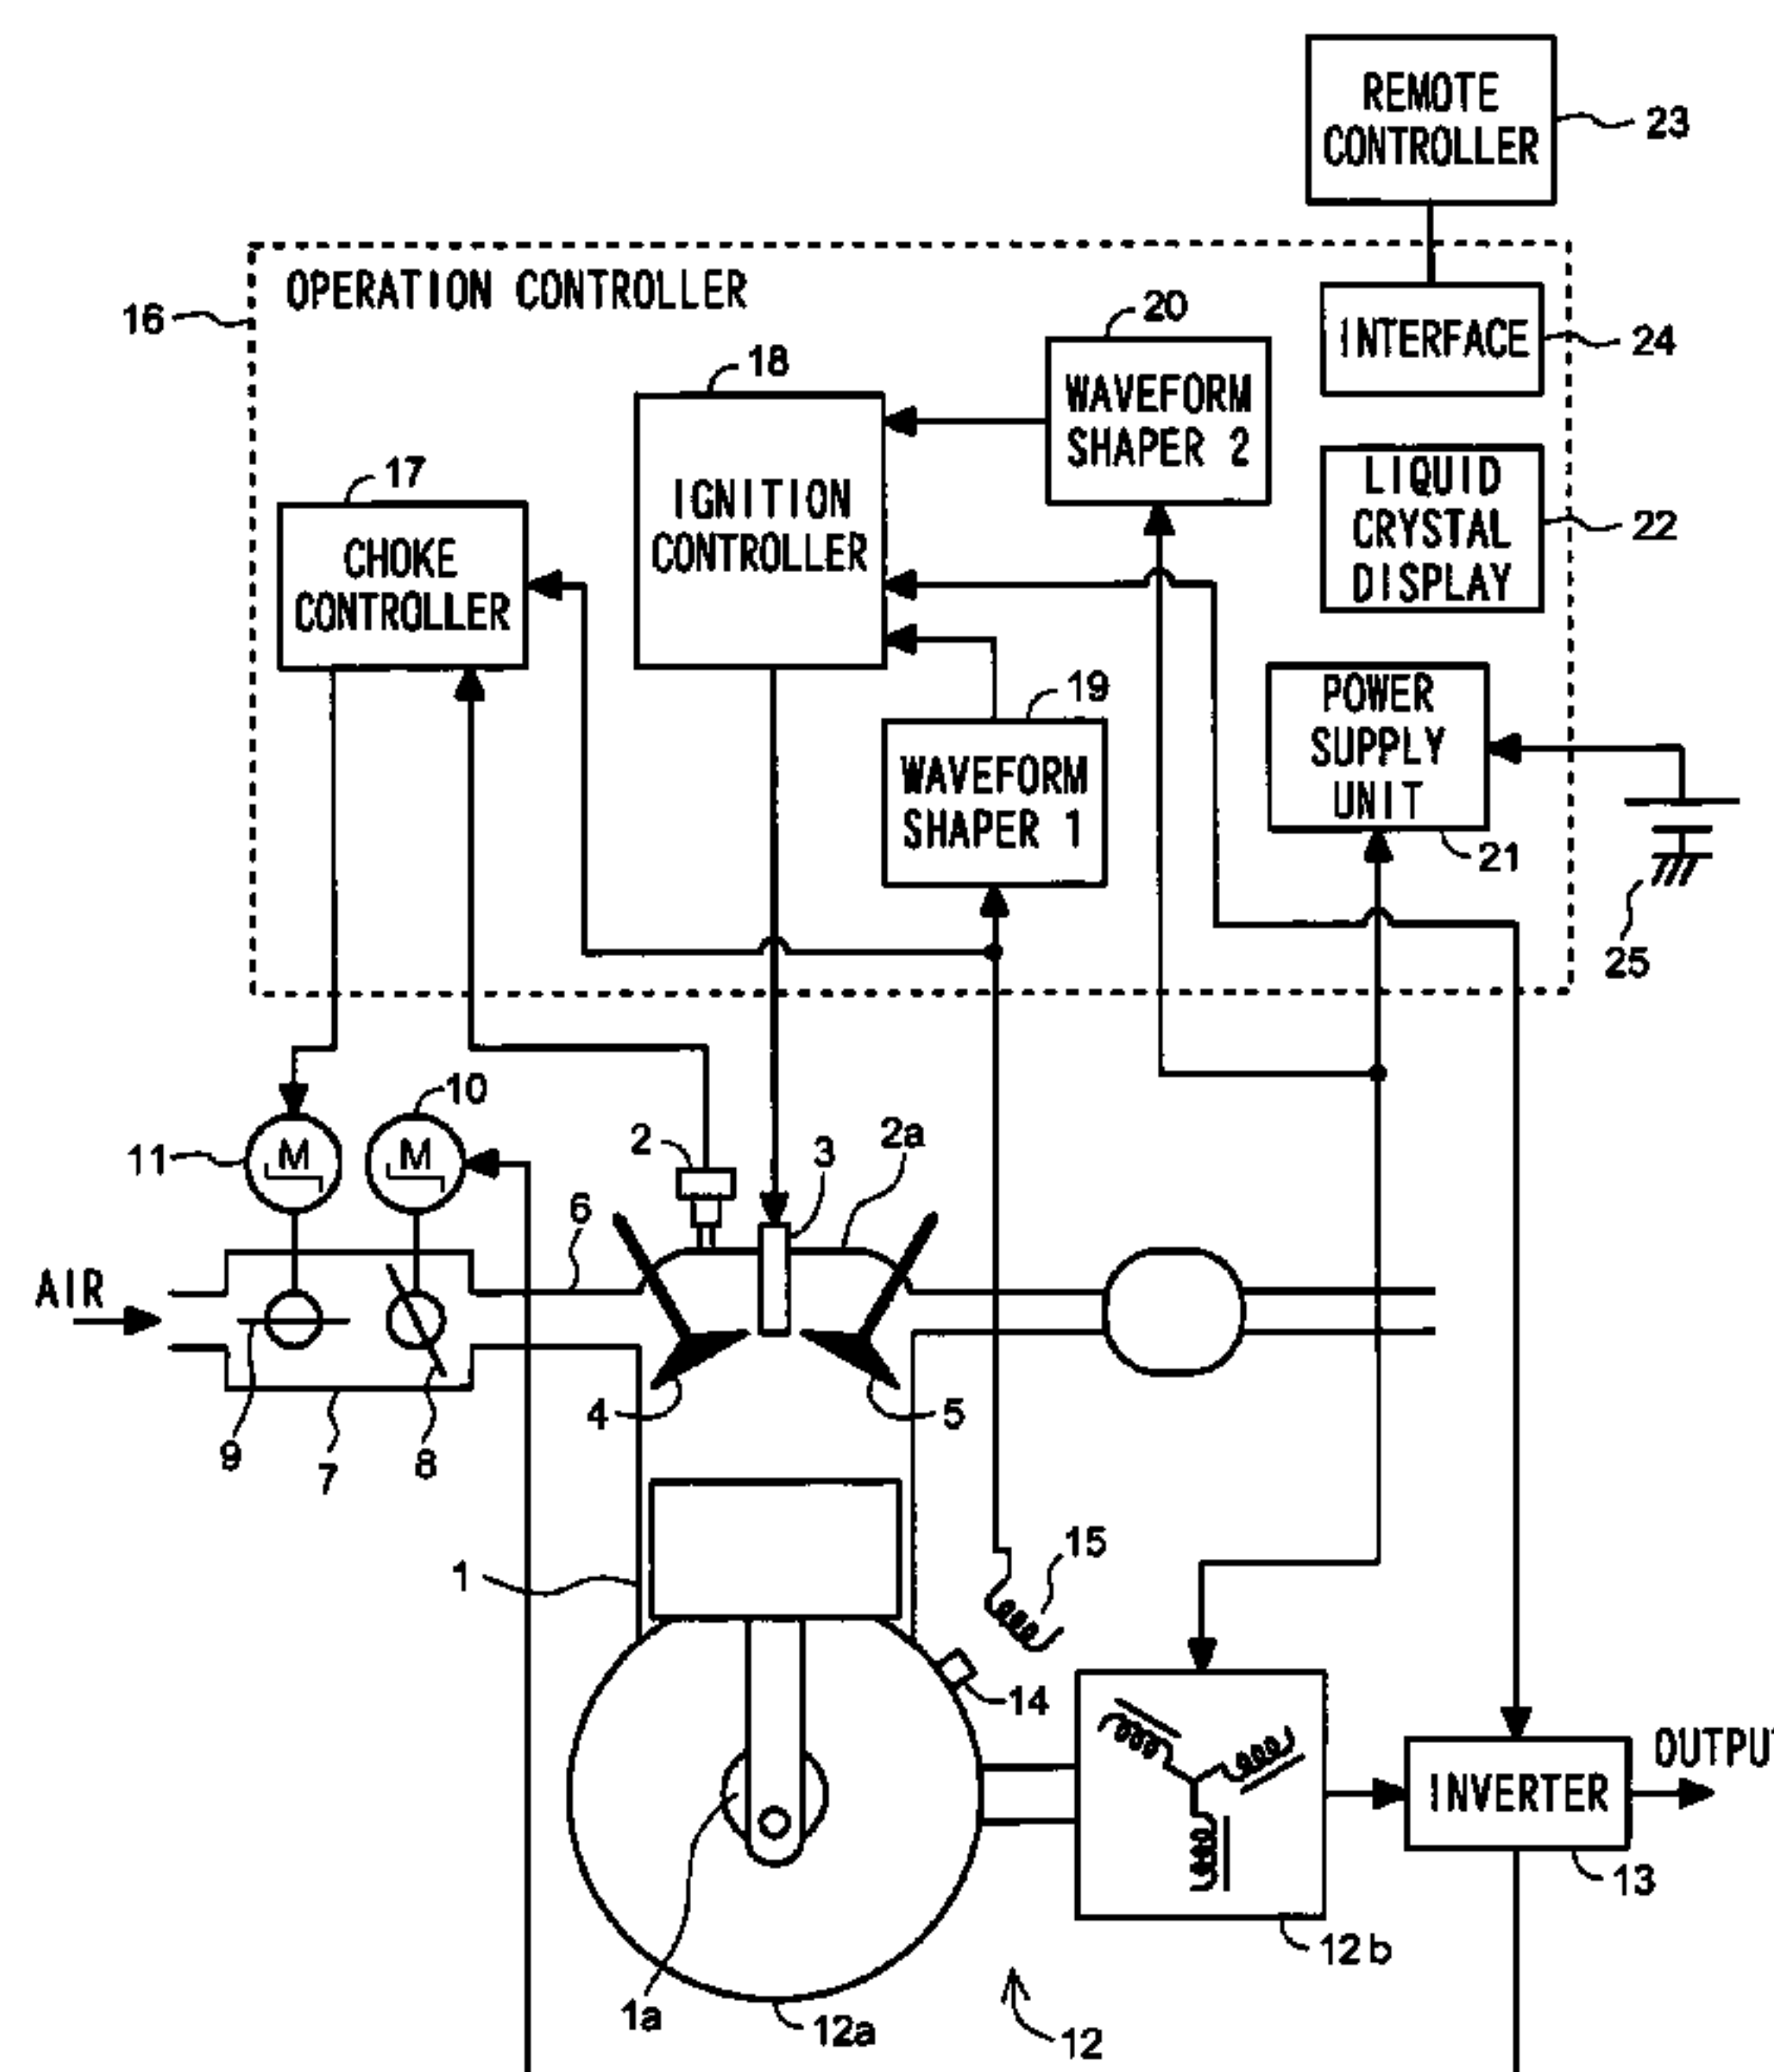 REMOTE
CONTROLLER
23
OPERATION CONTROLLER
16
20
INTERFACE
24
18
WAVEFORM
SHAPER 2
17
IGNITION
CONTROLLER
LIQUID
CRYSTAL
DISPLAY
22
CHOKE
CONTROLLER
19
POWER
SUPPLY
UNIT
WAVEFORM
SHAPER 1
21
25
10
11
M
M
2
2a
3
6
AIR
4
5
9
7
8
15
1
14
OUTPU
INVERTER
13
12b
1a
12a
12